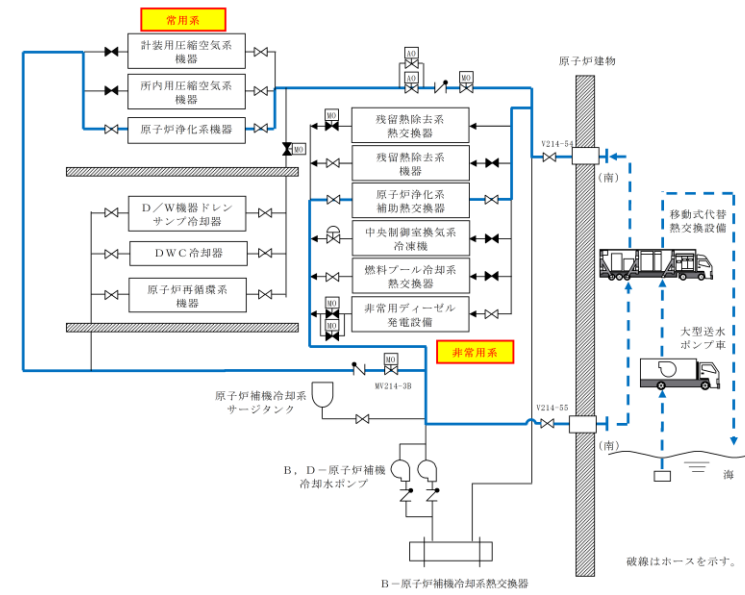 常用系
計装用圧縮空気系
機器
所内用圧縮空気系
機器
原子炉浄化系機器
MO
D/W機器ドレン
サンプ冷却器
DWC冷却器
原子炉再循環系
機器
AO
AO
MO
MO
残留熱除去系
熱交換器
残留熱除去系
機器
原子炉浄化系
補助熱交換器
中央制御室換気系
冷凍機
燃料プール冷却系
熱交換器
非常用ディーゼル
発電設備
MO
MO
非常用系
MO
MV214-3B
原子炉補機冷却系
サージタンク
B,D-原子炉補機
冷却水ポンプ
B-原子炉補機冷却系熱交換器
原子炉建物
V214-54
(南)
V214-55
(南)
移動式代替
熱交換設備
大型送水
ポンプ車
海
破線はホースを示す。